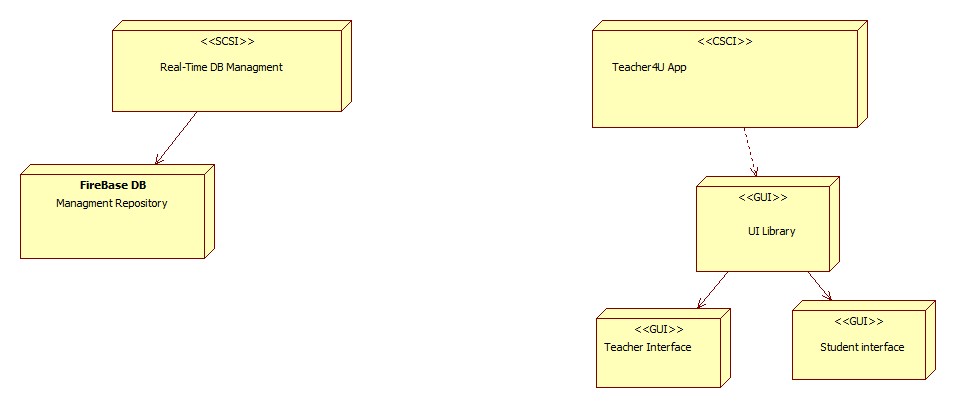 <<SCSI>>
Real-Time DB Managment
<<CSCI>>
Teacher4U App
FireBase DB
Managment Repository
<<GUI>>
UI Library
<<GUI>>
Teacher Interface
<<GUI>>
Student interface